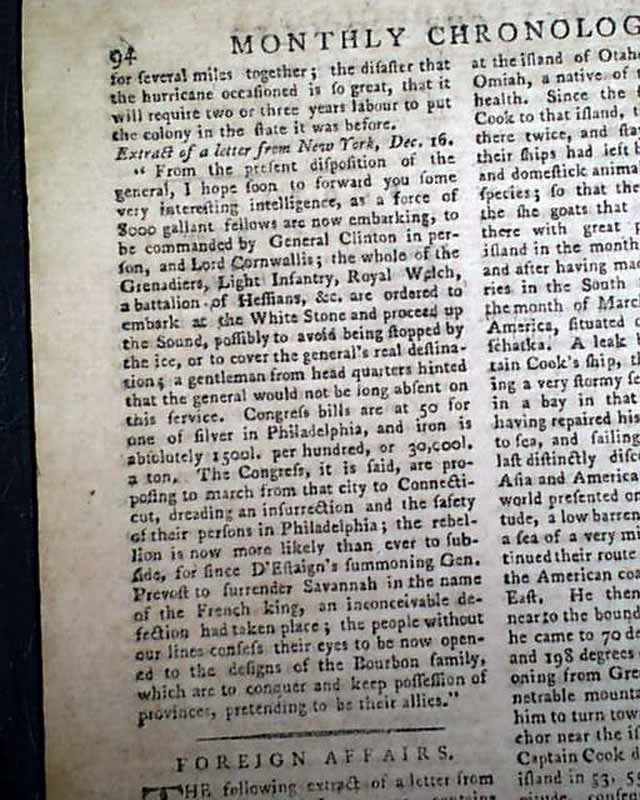 94
MONTHLY CHRONOLOG
for ſeveral miles together; the diſaſter that
the hurricane occaſioned is ſo great, that it
will require two or three years labour to put
the colony in the ſtate it was before.
Extract of a letter from New York, Dec. 16.
" From the preſent diſpoſition of the
general, I hope ſoon to forward you ſome
very intereſting intelligence, as a force of
8000 gallant fellows are now embarking, to
be commanded by General Clinton in per-
ſon, and Lord Cornwallis; the whole of the
Grenadiers, Light Infantry, Royal Welch,
a battalion of Heſſians, &c. are ordered to
embark at the White Stone and proceed up
the Sound, poſſibly to avoid being ſtopped by
the ice, or to cover the general's real deſtina-
tion; a gentleman from head quarters hinted
that the general would not be long abſent on
this ſervice. Congreſs bills are at 50 for
one of ſilver in Philadelphia, and iron is
abſolutely 1500l. per hundred, or 30,000l.
a ton. The Congreſs, it is ſaid, are pro-
poſing to march from that city to Connecti-
cut, dreading an inſurrection and the ſafety
of their perſons in Philadelphia; the rebel-
lion is now more likely than ever to ſub-
ſide, for ſince D'Eſtaign's ſummoning Gen.
Prevoſt to ſurrender Savannah in the name
of the French king, an inconceivable de-
fection had taken place; the people without
our lines confeſs their eyes to be now open-
ed to the deſigns of the Bourbon family,
which are to conquer and keep poſſeſſion of
provinces, pretending to be their allies."
FOREIGN AFFAIRS.
THE following extract of a letter from
at the iſland of Otahe
Omiah, a native of
health. Since the
Cook to that iſland, t
there twice, and
their ſhips had left
and domeſtick anima
ſpecies; ſo that the
the ſhe goats that
there with great
iſland in the month
and after having
ries in the South
the month of March
America, ſituated
ſchatka. A leak
tain Cook's ſhip, th
ing a very ſtormy ſe
in a bay in that
having repaired his
to ſea, and ſailing
laſt diſtinctly diſc
Aſia and America
world preſented
tude, a low barren
a ſea of a very mi
tinued their route
the American coa
Eaſt. He then
near to the bound
he came to 70 de
and 198 degrees
oning from Gre
netrable mounta
him to turn tow
chor near the iſ
Captain Cook d
iſland in 53, 5